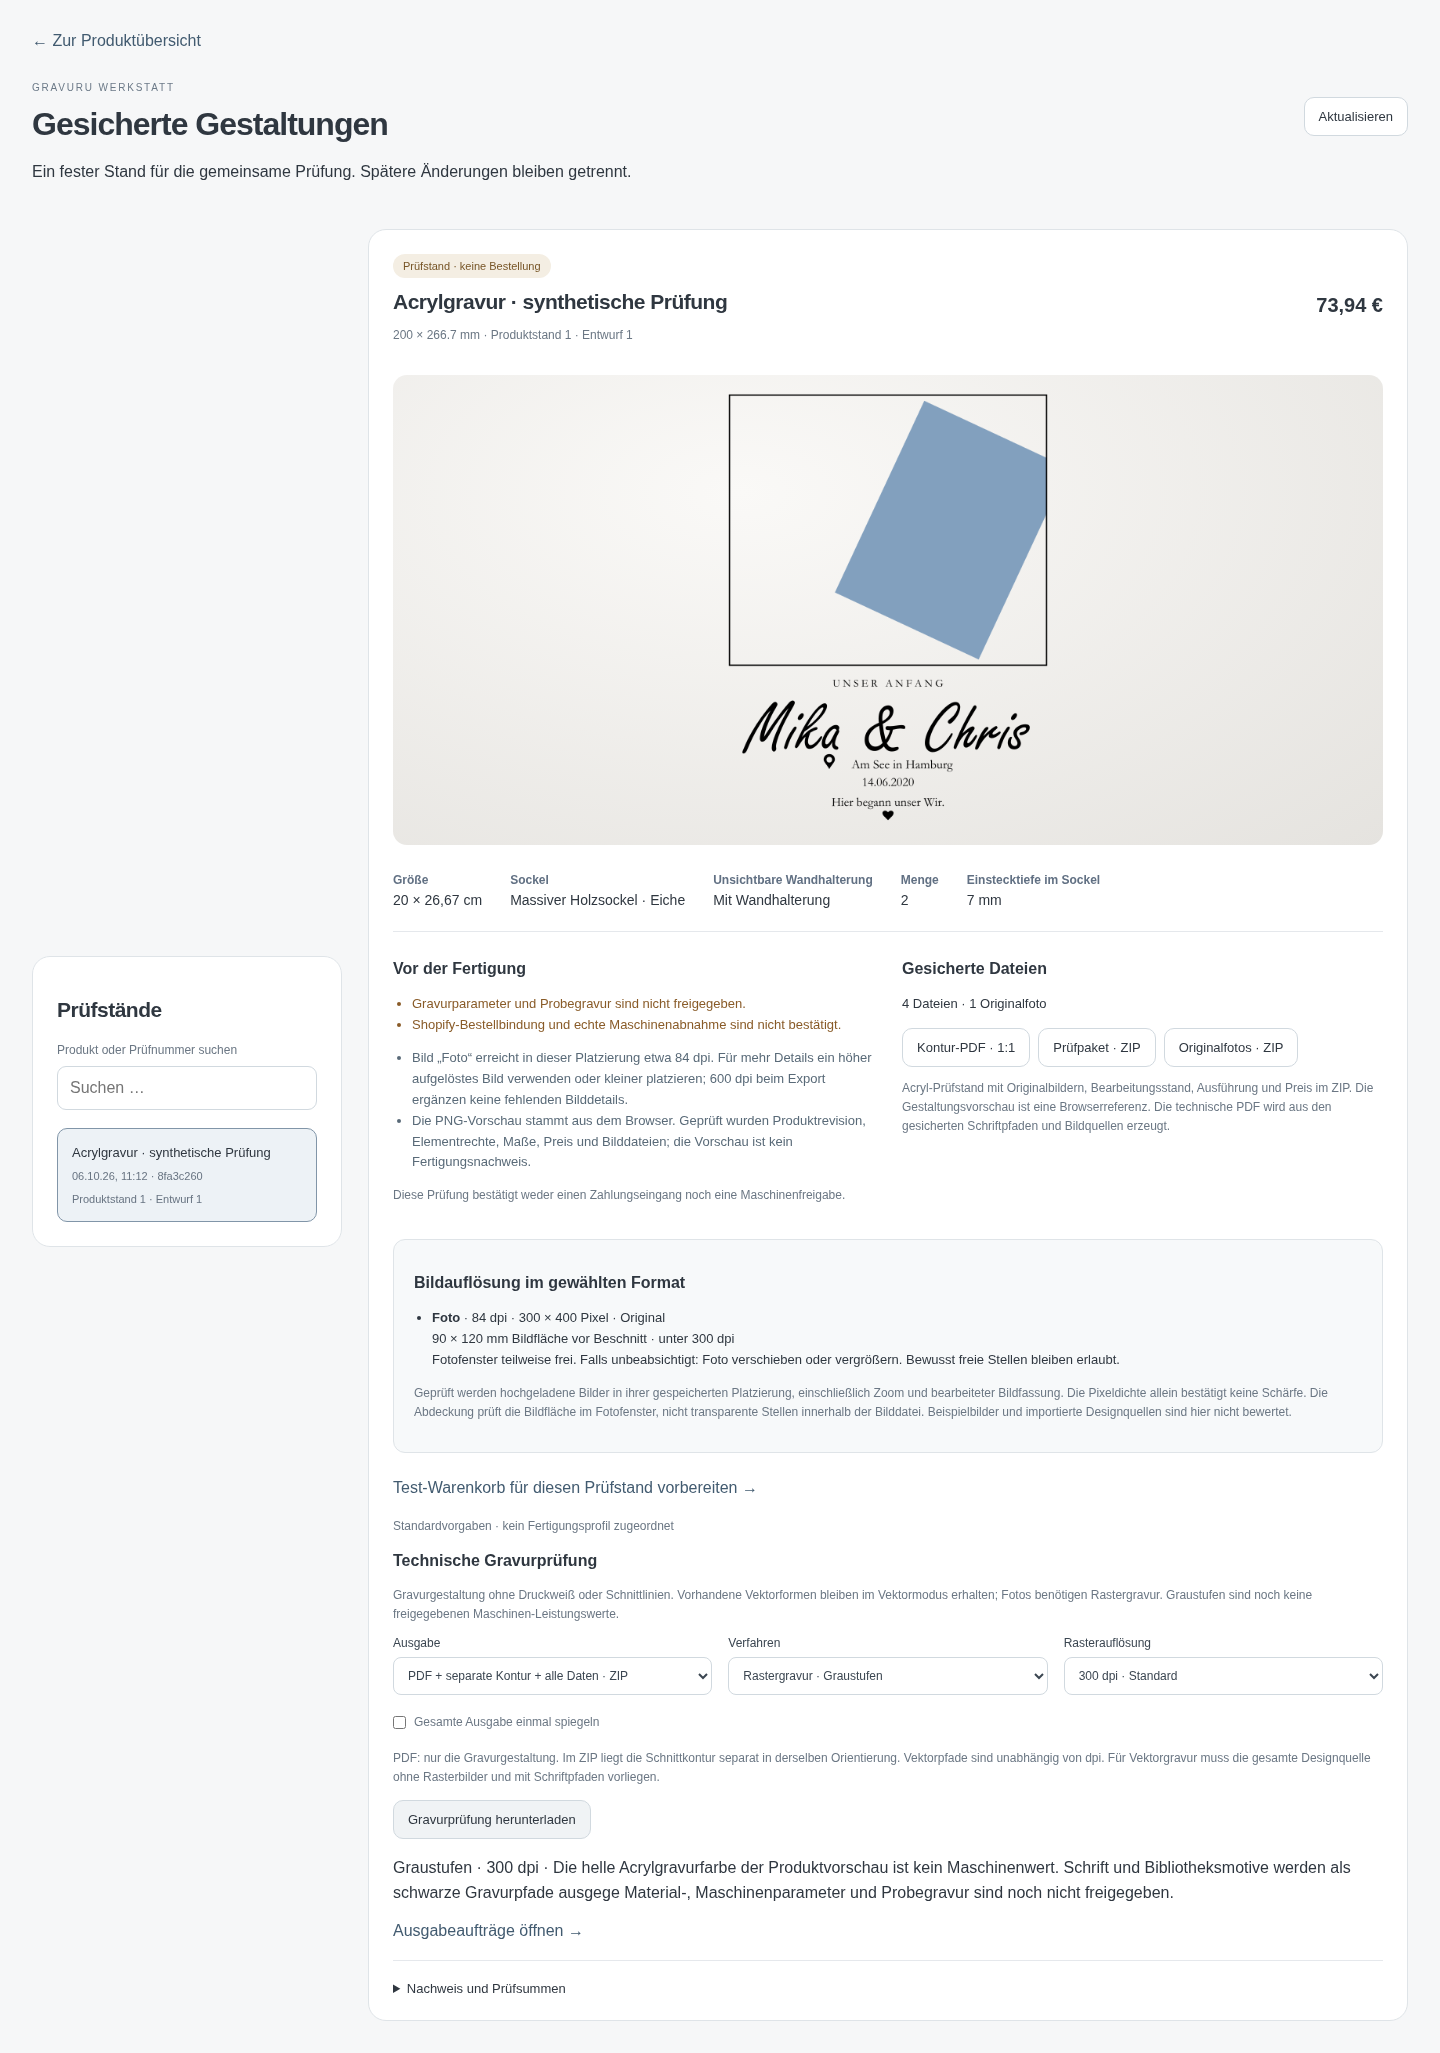 ← Zur Produktübersicht
GRAVURU WERKSTATT
Gesicherte Gestaltungen
Aktualisieren
Ein fester Stand für die gemeinsame Prüfung. Spätere Änderungen bleiben getrennt.
Prüfstände
Produkt oder Prüfnummer suchen
Suchen …
Acrylgravur · synthetische Prüfung
06.10.26, 11:12 · 8fa3c260
Produktstand 1 · Entwurf 1
Prüfstand · keine Bestellung
Acrylgravur · synthetische Prüfung
73,94 €
200 × 266.7 mm · Produktstand 1 · Entwurf 1
UNSER ANFANG
Mika & Chris
Am See in Hamburg
14.06.2020
Hier begann unser Wir.
Größe
20 × 26,67 cm
Sockel
Massiver Holzsockel · Eiche
Unsichtbare Wandhalterung
Mit Wandhalterung
Menge
2
Einstecktiefe im Sockel
7 mm
Vor der Fertigung
• Gravurparameter und Probegravur sind nicht freigegeben.
• Shopify-Bestellbindung und echte Maschinenabnahme sind nicht bestätigt.
• Bild „Foto“ erreicht in dieser Platzierung etwa 84 dpi. Für mehr Details ein höher
aufgelöstes Bild verwenden oder kleiner platzieren; 600 dpi beim Export
ergänzen keine fehlenden Bilddetails.
• Die PNG-Vorschau stammt aus dem Browser. Geprüft wurden Produktrevision,
Elementrechte, Maße, Preis und Bilddateien; die Vorschau ist kein
Fertigungsnachweis.
Diese Prüfung bestätigt weder einen Zahlungseingang noch eine Maschinenfreigabe.
Gesicherte Dateien
4 Dateien · 1 Originalfoto
Kontur-PDF · 1:1
Prüfpaket · ZIP
Originalfotos · ZIP
Acryl-Prüfstand mit Originalbildern, Bearbeitungsstand, Ausführung und Preis im ZIP. Die
Gestaltungsvorschau ist eine Browserreferenz. Die technische PDF wird aus den
gesicherten Schriftpfaden und Bildquellen erzeugt.
Bildauflösung im gewählten Format
• Foto · 84 dpi · 300 × 400 Pixel · Original
90 × 120 mm Bildfläche vor Beschnitt · unter 300 dpi
Fotofenster teilweise frei. Falls unbeabsichtigt: Foto verschieben oder vergrößern. Bewusst freie Stellen bleiben erlaubt.
Geprüft werden hochgeladene Bilder in ihrer gespeicherten Platzierung, einschließlich Zoom und bearbeiteter Bildfassung. Die Pixeldichte allein bestätigt keine Schärfe. Die
Abdeckung prüft die Bildfläche im Fotofenster, nicht transparente Stellen innerhalb der Bilddatei. Beispielbilder und importierte Designquellen sind hier nicht bewertet.
Test-Warenkorb für diesen Prüfstand vorbereiten →
Standardvorgaben · kein Fertigungsprofil zugeordnet
Technische Gravurprüfung
Gravurgestaltung ohne Druckweiß oder Schnittlinien. Vorhandene Vektorformen bleiben im Vektormodus erhalten; Fotos benötigen Rastergravur. Graustufen sind noch keine
freigegebenen Maschinen-Leistungswerte.
Ausgabe
PDF + separate Kontur + alle Daten · ZIP
Verfahren
Rastergravur · Graustufen
Rasterauflösung
300 dpi · Standard
Gesamte Ausgabe einmal spiegeln
PDF: nur die Gravurgestaltung. Im ZIP liegt die Schnittkontur separat in derselben Orientierung. Vektorpfade sind unabhängig von dpi. Für Vektorgravur muss die gesamte Designquelle
ohne Rasterbilder und mit Schriftpfaden vorliegen.
Gravurprüfung herunterladen
Graustufen · 300 dpi · Die helle Acrylgravurfarbe der Produktvorschau ist kein Maschinenwert. Schrift und Bibliotheksmotive werden als
schwarze Gravurpfade ausgege Material-, Maschinenparameter und Probegravur sind noch nicht freigegeben.
Ausgabeaufträge öffnen →
Nachweis und Prüfsummen